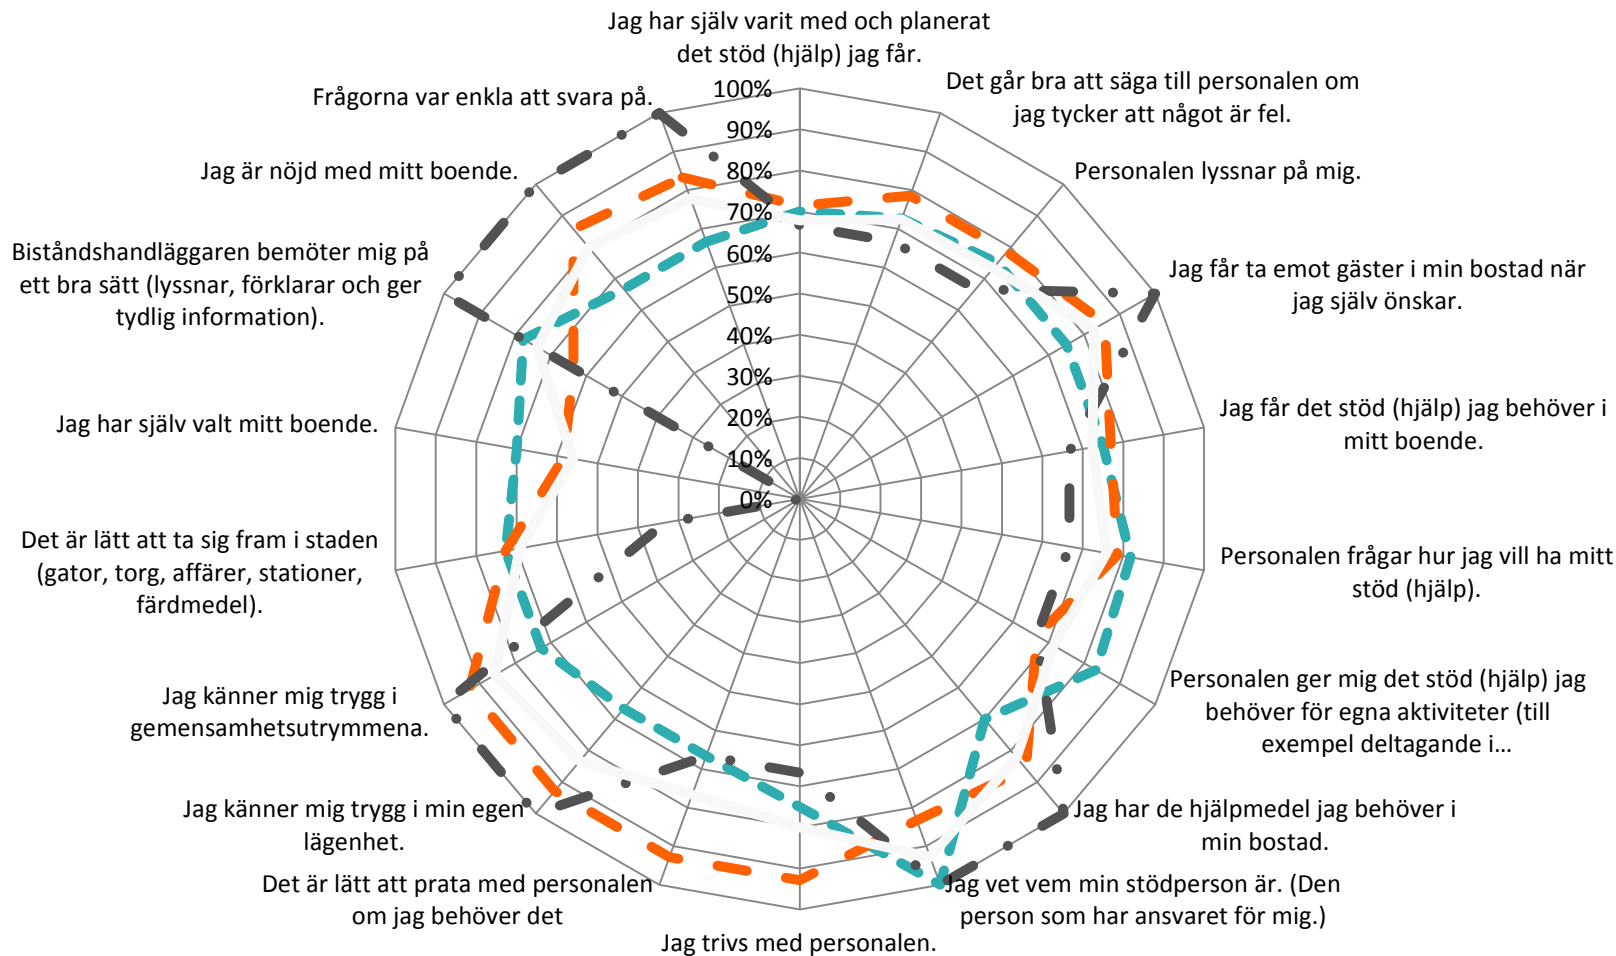 Jag har själv varit med och planerat
det stöd (hjälp) jag får.
Det går bra att säga till personalen om
jag tycker att något är fel.
Personalen lyssnar på mig.
Jag får ta emot gäster i min bostad när
jag själv önskar.
Jag får det stöd (hjälp) jag behöver i
mitt boende.
Personalen frågar hur jag vill ha mitt
stöd (hjälp).
Personalen ger mig det stöd (hjälp) jag
behöver för egna aktiviteter (till
exempel deltagande i...
Jag har de hjälpmedel jag behöver i
min bostad.
Jag vet vem min stödperson är. (Den
person som har ansvaret för mig.)
Jag trivs med personalen.
Det är lätt att prata med personalen
om jag behöver det
Jag känner mig trygg i min egen
lägenhet.
Jag känner mig trygg i
gemensamhetsutrymmena.
Det är lätt att ta sig fram i staden
(gator, torg, affärer, stationer,
färdmedel).
Jag har själv valt mitt boende.
Biståndshandläggaren bemöter mig på
ett bra sätt (lyssnar, förklarar och ger
tydlig information).
Jag är nöjd med mitt boende.
Frågorna var enkla att svara på.
100%
90%
80%
70%
60%
50%
40%
30%
20%
10%
0%